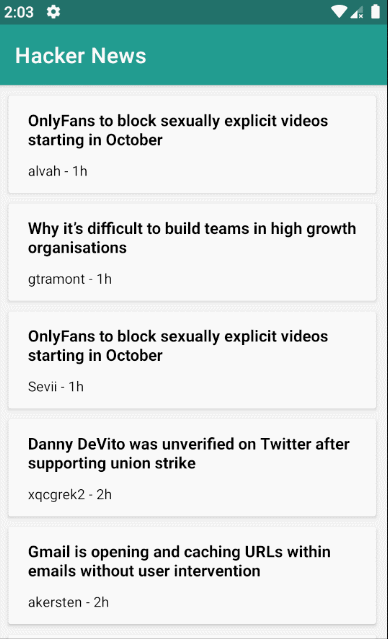 2:03
Hacker News
OnlyFans to block sexually explicit videos
starting in October
alvah - 1h
Why it’s difficult to build teams in high growth
organisations
gtramont - 1h
OnlyFans to block sexually explicit videos
starting in October
Sevii - 1h
Danny DeVito was unverified on Twitter after
supporting union strike
xqcgrek2 - 2h
Gmail is opening and caching URLs within
emails without user intervention
akersten - 2h